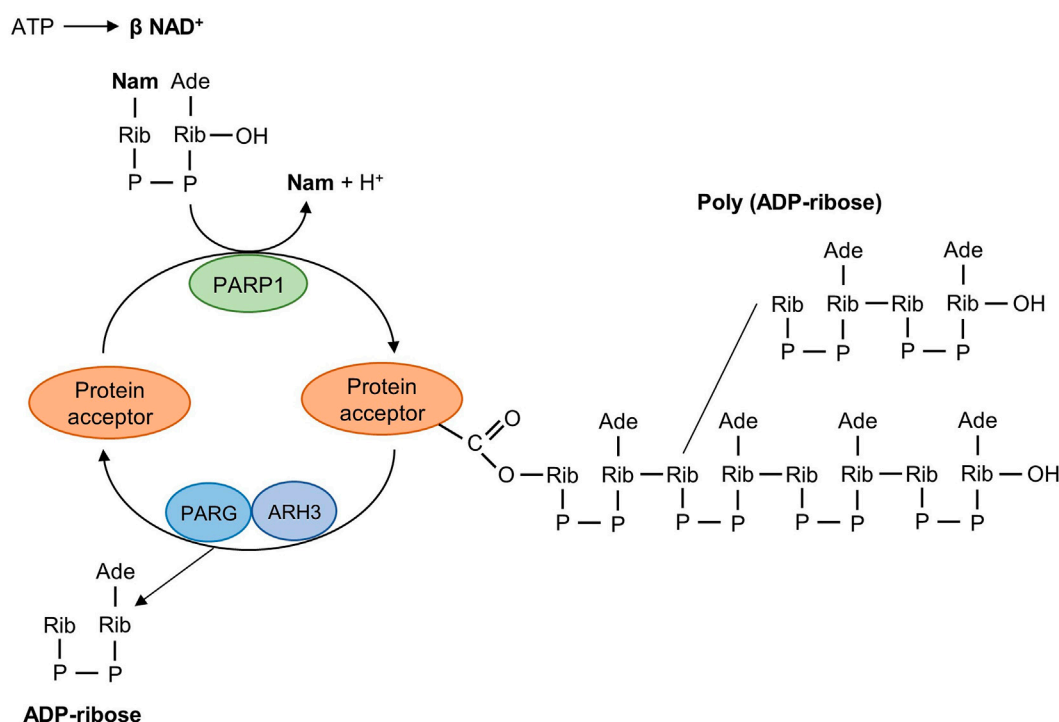 ATP β NAD⁺
Nam Ade
Rib Rib OH
P P
Nam + H⁺
PARP1
Poly (ADP-ribose)
Ade Ade
Rib Rib Rib Rib OH
P P P P
Protein
acceptor
Protein
acceptor
C O
O Rib Rib Rib Rib Rib Rib Rib Rib OH
Ade Ade Ade Ade
P P P P P P P P
PARG ARH3
Ade
Rib Rib
P P
ADP-ribose